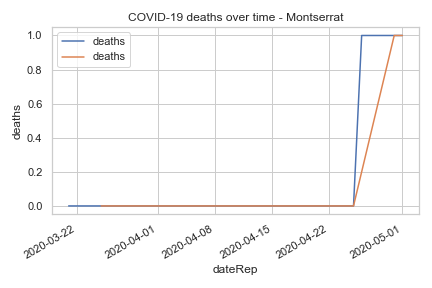 COVID-19 deaths over time - Montserrat
deaths
deaths
1.0
0.8
0.6
0.4
0.2
0.0
deaths
2020-03-22
2020-04-01
2020-04-08
2020-04-15
2020-04-22
2020-05-01
dateRep